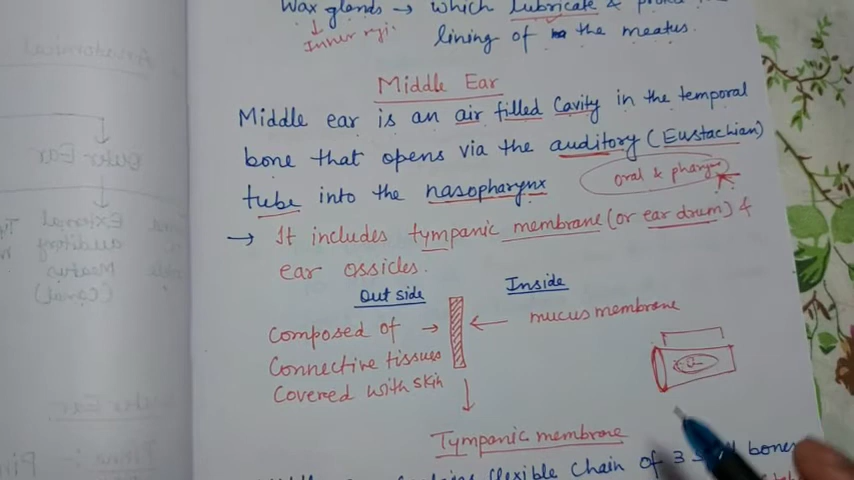 Wax glands → which lubricate &
Inner
lining of the meatus.
Middle Ear
Middle ear is an air filled Cavity in the temporal
bone that opens via the auditory (Eustachian)
tube into the nasopharynx
oral & pharynx
→ It includes tympanic membrane (or ear drum) &
ear ossicles.
Outside Inside
Composed of → ← mucus membrane
Connective tissues
Covered with skin
Tympanic membrane
flexible chain of 3 small bones